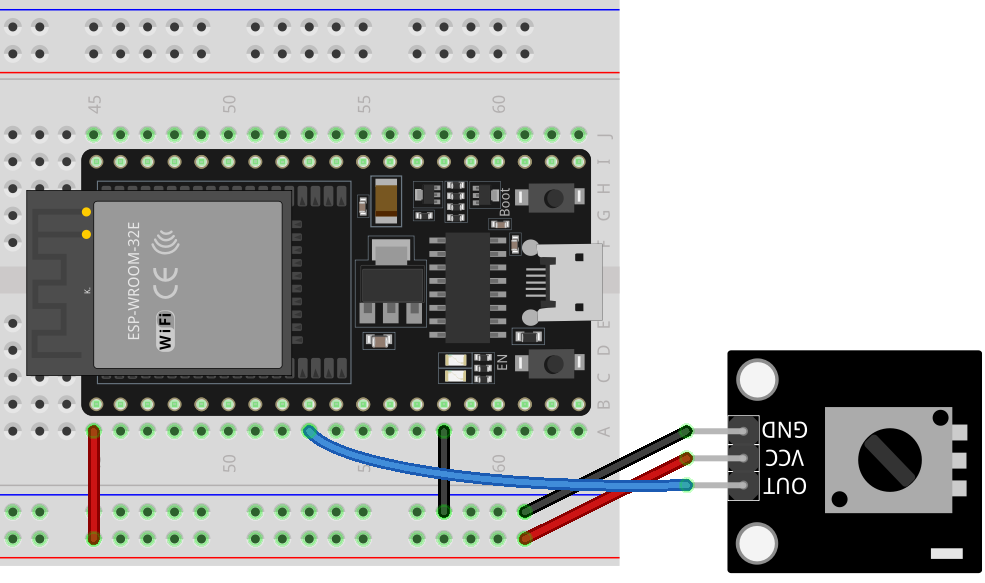 45 50 55 60
J
I
H
G
Boot
ESP-WROOM-32E
WiFi
CE
K.
E
D
EN
C
B
A
50 60
GND
VCC
OUT